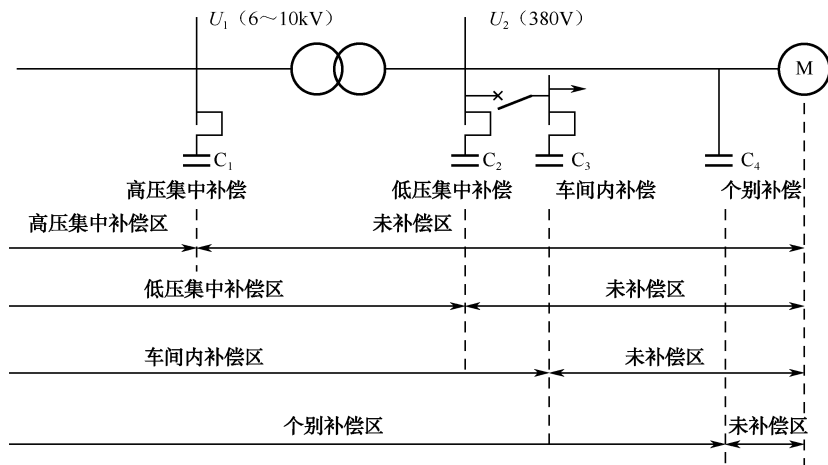 U₁（6～10kV）
U₂（380V）
M
C₁
C₂
C₃
C₄
高压集中补偿
低压集中补偿
车间内补偿
个别补偿
高压集中补偿区
未补偿区
低压集中补偿区
未补偿区
车间内补偿区
未补偿区
个别补偿区
未补偿区